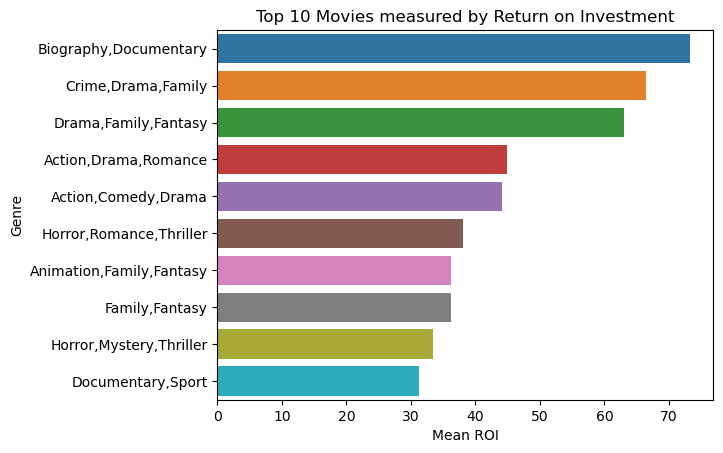 Top 10 Movies measured by Return on Investment
Genre
Biography,Documentary
Crime,Drama,Family
Drama,Family,Fantasy
Action,Drama,Romance
Action,Comedy,Drama
Horror,Romance,Thriller
Animation,Family,Fantasy
Family,Fantasy
Horror,Mystery,Thriller
Documentary,Sport
0 10 20 30 40 50 60 70
Mean ROI